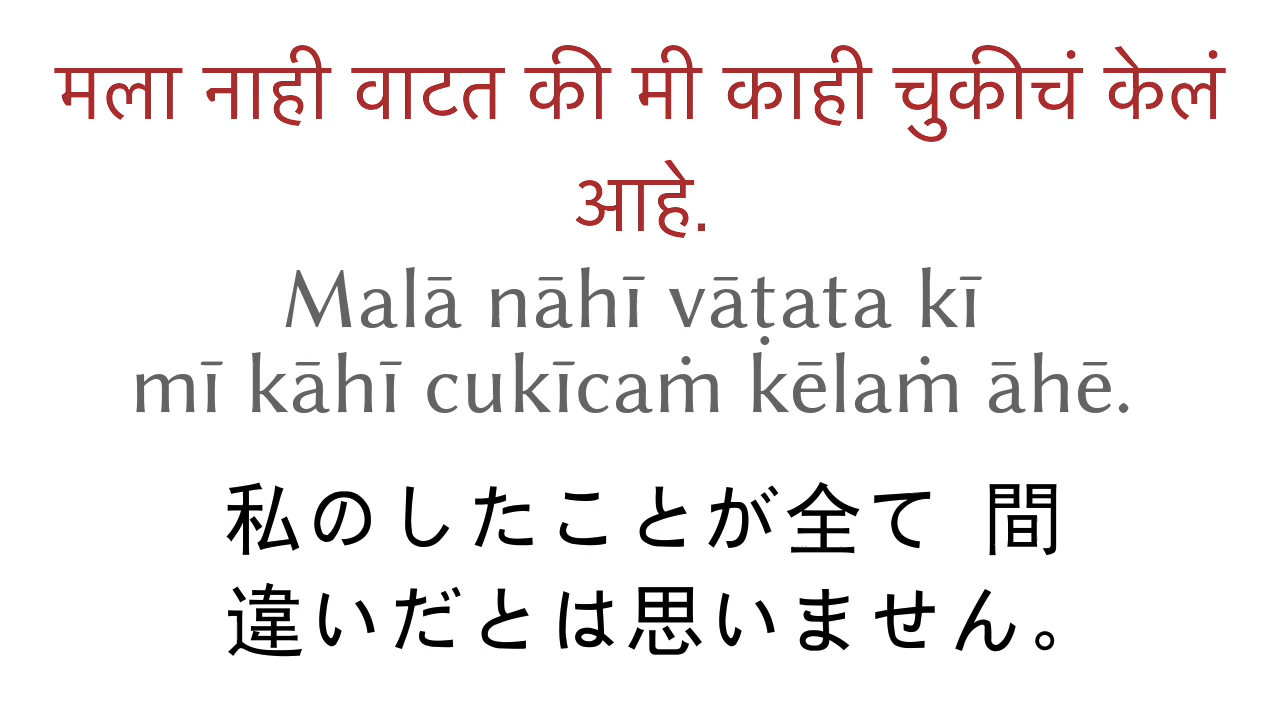 मला नाही वाटत की मी काही चुकीचं केलं
आहे.
Malā nāhī vāṭata kī
mī kāhī cukīcaṁ kēlaṁ āhē.
私のしたことが全て 間
違いだとは思いません。